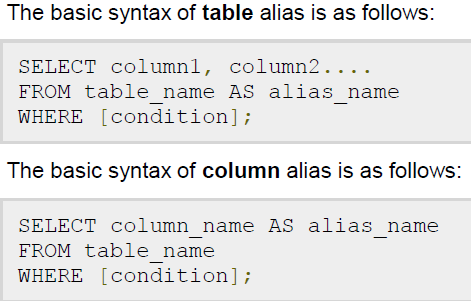 The basic syntax of table alias is as follows:
SELECT column1, column2....
FROM table_name AS alias_name
WHERE [condition];
The basic syntax of column alias is as follows:
SELECT column_name AS alias_name
FROM table_name
WHERE [condition];